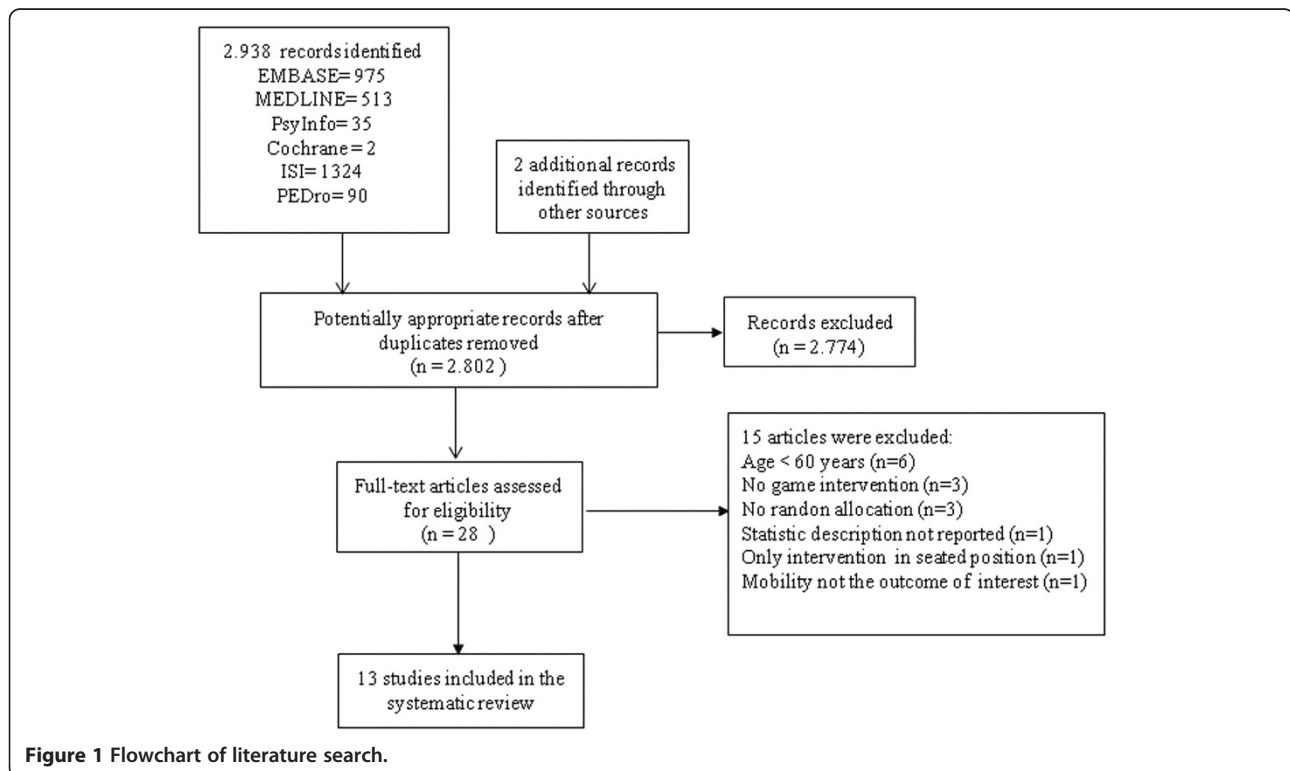 2.938 records identified
EMBASE= 975
MEDLINE= 513
PsyInfo= 35
Cochrane = 2
ISI= 1324
PEDro= 90
2 additional records
identified through
other sources
Potentially appropriate records after
duplicates removed
(n = 2.802 )
Records excluded
(n = 2.774)
Full-text articles assessed
for eligibility
(n = 28 )
15 articles were excluded:
Age < 60 years (n=6)
No game intervention (n=3)
No randon allocation (n=3)
Statistic description not reported (n=1)
Only intervention in seated position (n=1)
Mobility not the outcome of interest (n=1)
13 studies included in the
systematic review
Figure 1 Flowchart of literature search.